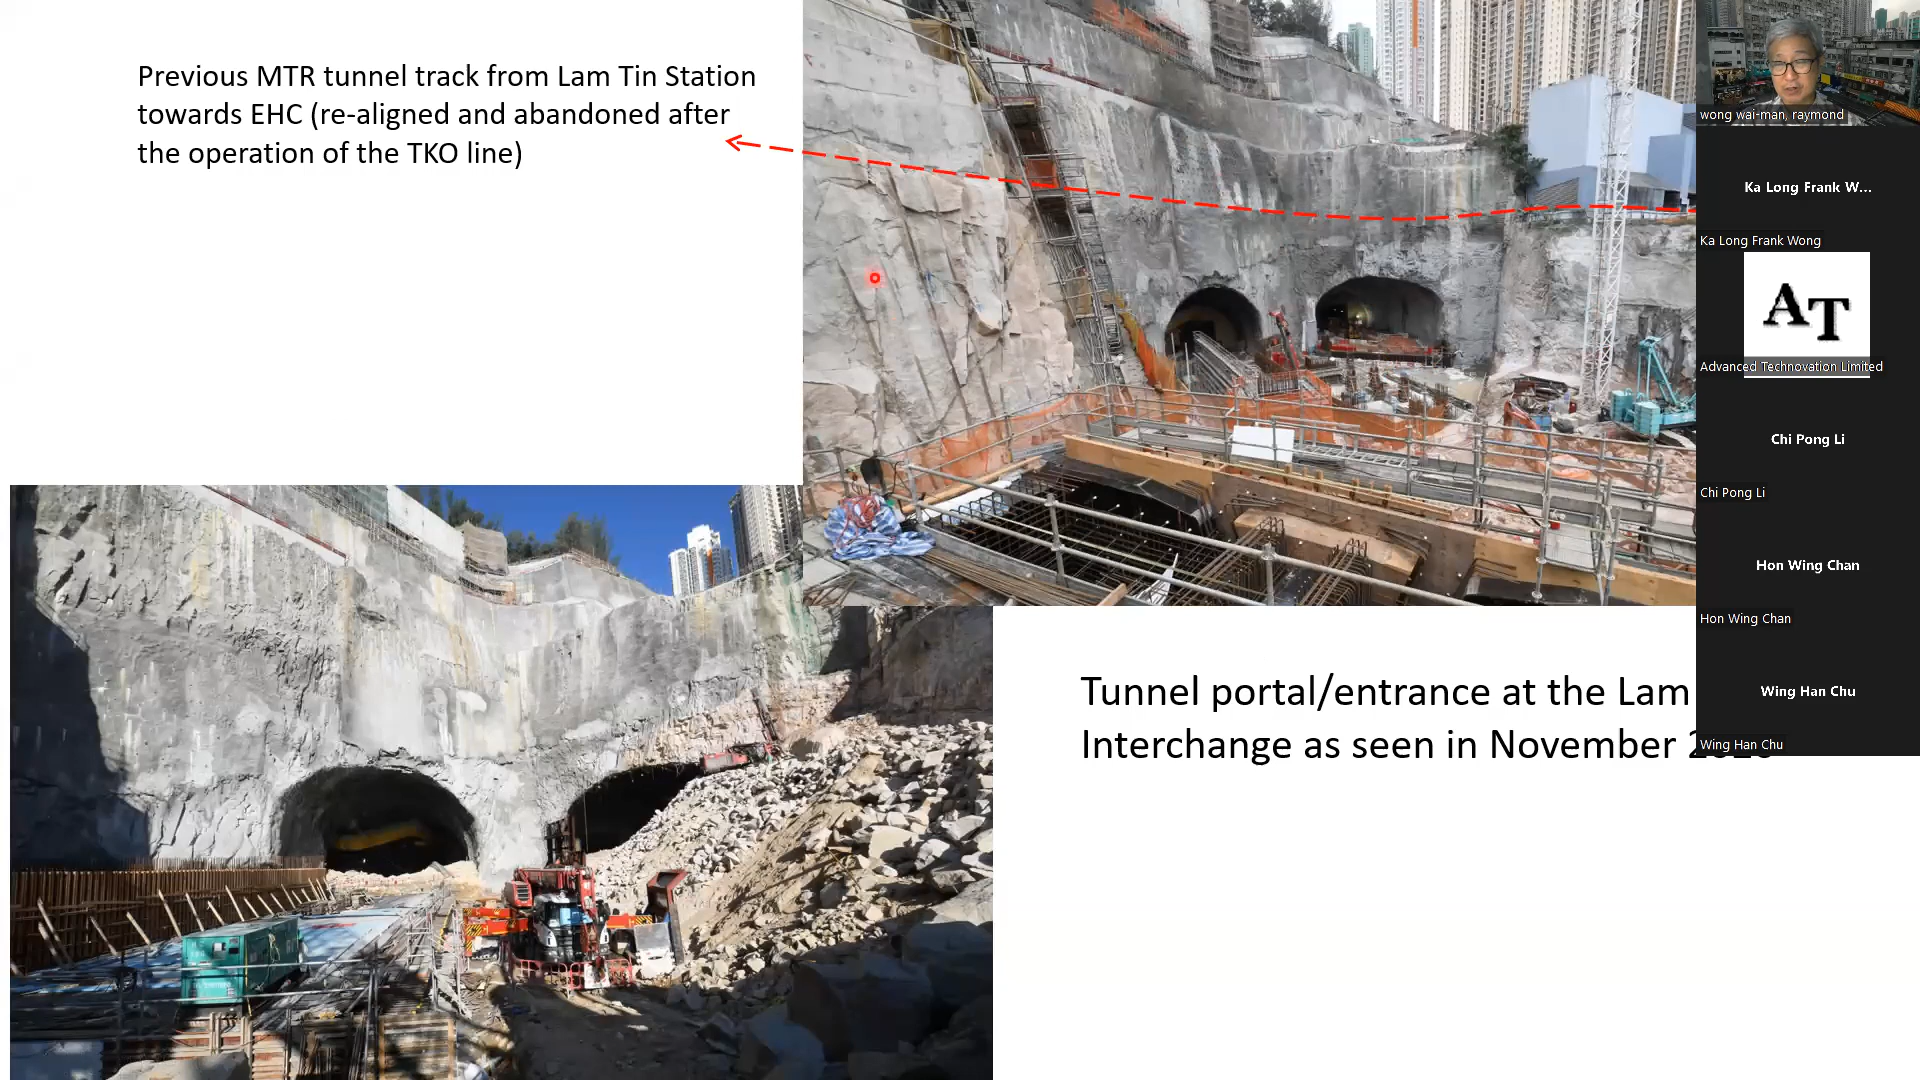 Previous MTR tunnel track from Lam Tin Station
towards EHC (re-aligned and abandoned after
the operation of the TKO line)
Tunnel portal/entrance at the Lam
Interchange as seen in November
wong wai-man, raymond
Ka Long Frank W...
Ka Long Frank Wong
AT
Advanced Technovation Limited
Chi Pong Li
Chi Pong Li
Hon Wing Chan
Hon Wing Chan
Wing Han Chu
Wing Han Chu